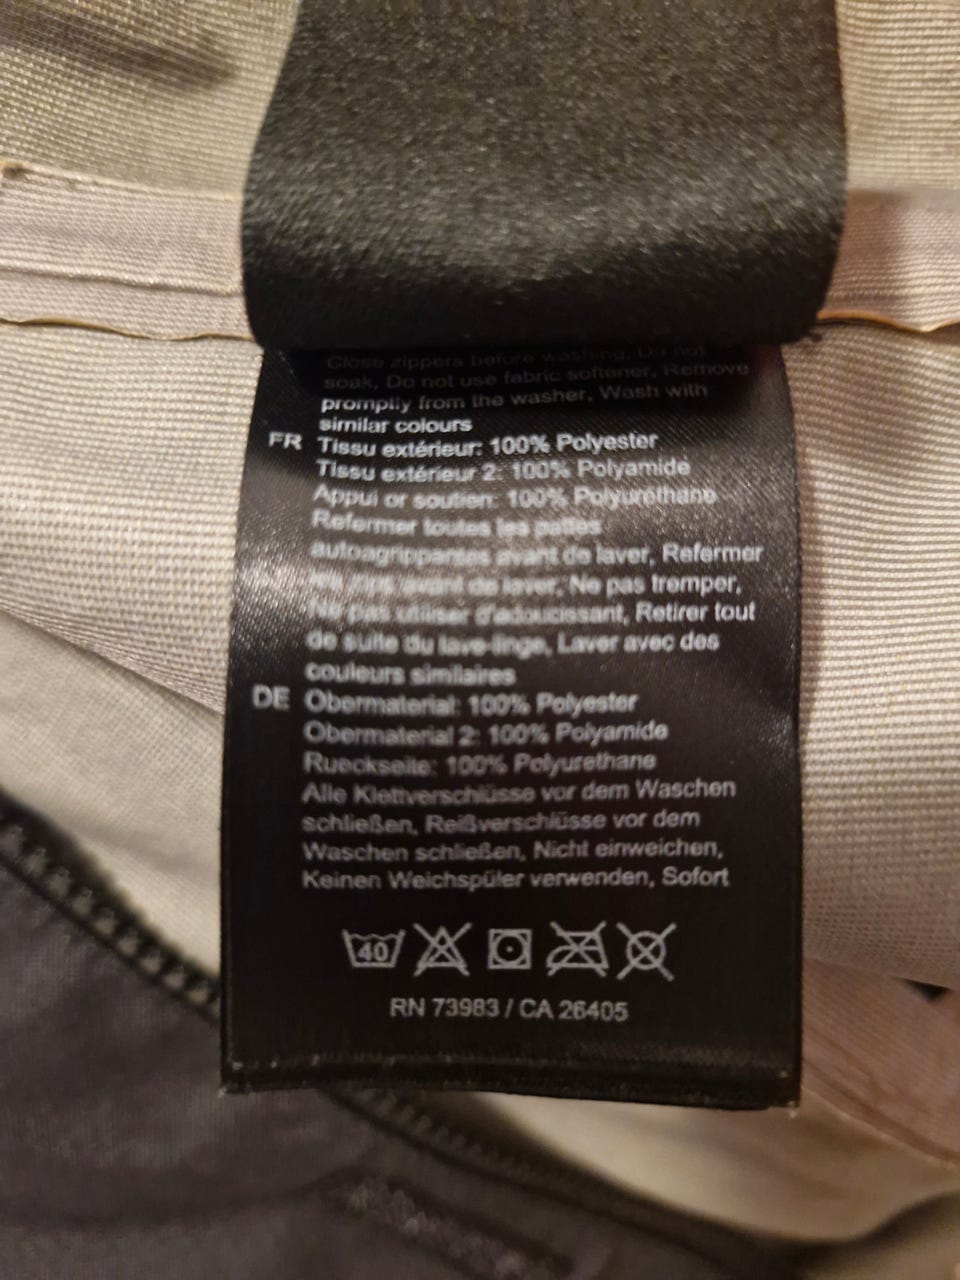 Close zippers before washing, Do not
soak, Do not use fabric softener, Remove
promptly from the washer, Wash with
similar colours
FR Tissu extérieur: 100% Polyester
Tissu extérieur 2: 100% Polyamide
Appui or soutien: 100% Polyuréthane
Refermer toutes les pattes
autoagrippantes avant de laver, Refermer
les zips avant de laver, Ne pas tremper,
Ne pas utiliser d'adoucissant, Retirer tout
de suite du lave-linge, Laver avec des
couleurs similaires
DE Obermaterial: 100% Polyester
Obermaterial 2: 100% Polyamide
Rueckseite: 100% Polyurethane
Alle Klettverschlüsse vor dem Waschen
schließen, Reißverschlüsse vor dem
Waschen schließen, Nicht einweichen,
Keinen Weichspüler verwenden, Sofort
40
RN 73983 / CA 26405